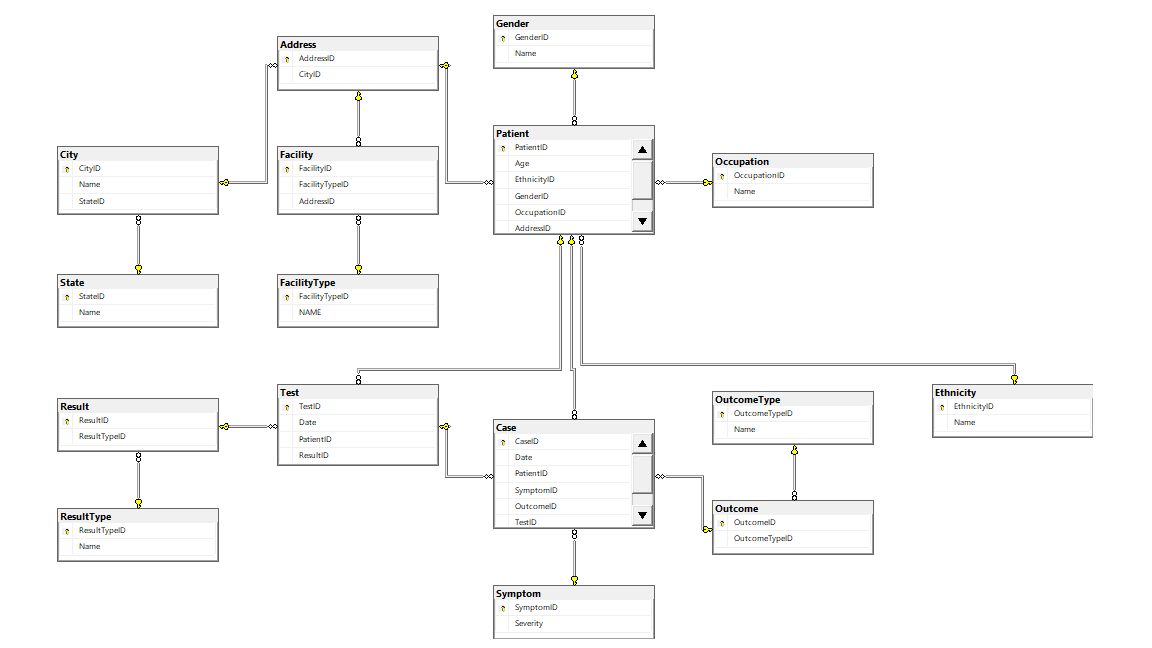 Gender
GenderID
Name
Address
AddressID
CityID
Patient
PatientID
Age
EthnicityID
GenderID
OccupationID
AddressID
City
CityID
Name
StateID
Facility
FacilityID
FacilityTypeID
AddressID
Occupation
OccupationID
Name
State
StateID
Name
FacilityType
FacilityTypeID
NAME
Test
TestID
Date
PatientID
ResultID
Result
ResultID
ResultTypeID
Case
CaseID
Date
PatientID
SymptomID
OutcomeID
TestID
OutcomeType
OutcomeTypeID
Name
Ethnicity
EthnicityID
Name
ResultType
ResultTypeID
Name
Outcome
OutcomeID
OutcomeTypeID
Symptom
SymptomID
Severity